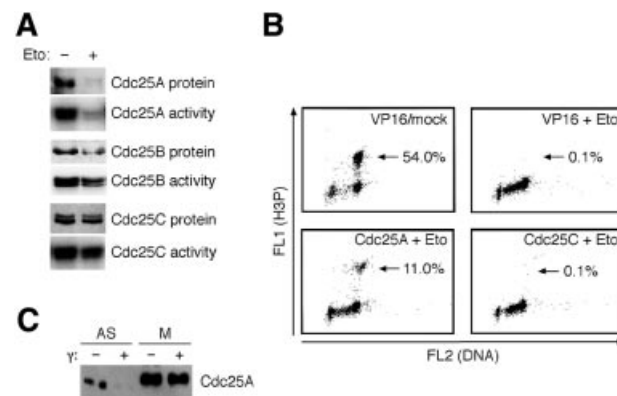 A
Eto: − +
Cdc25A protein
Cdc25A activity
Cdc25B protein
Cdc25B activity
Cdc25C protein
Cdc25C activity
B
VP16/mock
54.0%
VP16 + Eto
0.1%
Cdc25A + Eto
11.0%
Cdc25C + Eto
0.1%
FL1 (H3P)
FL2 (DNA)
C
AS M
γ: − + − +
Cdc25A